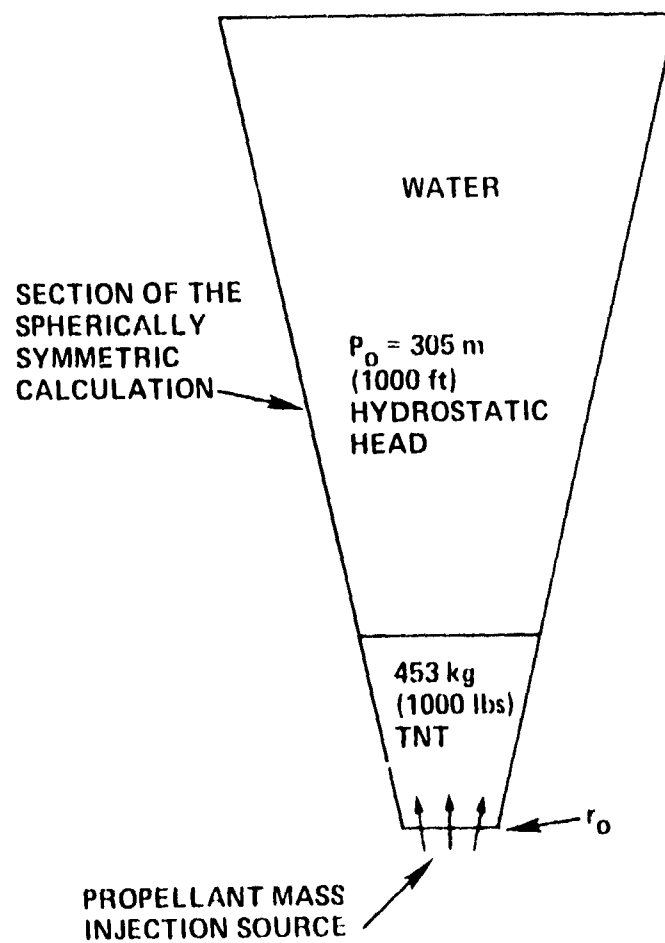 WATER
SECTION OF THE
SPHERICALLY
SYMMETRIC
CALCULATION
P₀ = 305 m
(1000 ft)
HYDROSTATIC
HEAD
453 kg
(1000 lbs)
TNT
r₀
PROPELLANT MASS
INJECTION SOURCE